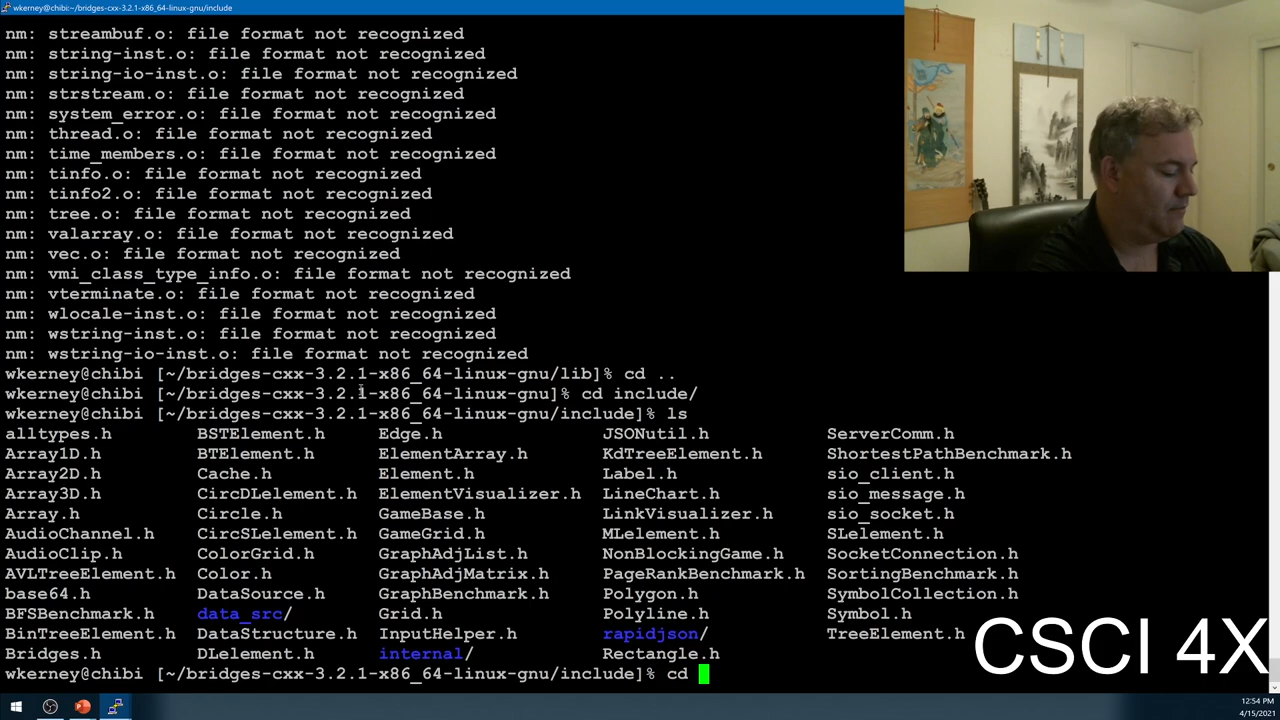 wkerney@chibi:~/bridges-cxx-3.2.1-x86_64-linux-gnu/include
nm: streambuf.o: file format not recognized
nm: string-inst.o: file format not recognized
nm: string-io-inst.o: file format not recognized
nm: strstream.o: file format not recognized
nm: system_error.o: file format not recognized
nm: thread.o: file format not recognized
nm: time_members.o: file format not recognized
nm: tinfo.o: file format not recognized
nm: tinfo2.o: file format not recognized
nm: tree.o: file format not recognized
nm: valarray.o: file format not recognized
nm: vec.o: file format not recognized
nm: vmi_class_type_info.o: file format not recognized
nm: vterminate.o: file format not recognized
nm: wlocale-inst.o: file format not recognized
nm: wstring-inst.o: file format not recognized
nm: wstring-io-inst.o: file format not recognized
wkerney@chibi [~/bridges-cxx-3.2.1-x86_64-linux-gnu/lib]% cd ..
wkerney@chibi [~/bridges-cxx-3.2.1-x86_64-linux-gnu]% cd include/
wkerney@chibi [~/bridges-cxx-3.2.1-x86_64-linux-gnu/include]% ls
alltypes.h BSTElement.h Edge.h JSONutil.h ServerComm.h
Array1D.h BTElement.h ElementArray.h KdTreeElement.h ShortestPathBenchmark.h
Array2D.h Cache.h Element.h Label.h sio_client.h
Array3D.h CircDLelement.h ElementVisualizer.h LineChart.h sio_message.h
Array.h Circle.h GameBase.h LinkVisualizer.h sio_socket.h
AudioChannel.h CircSLelement.h GameGrid.h MLelement.h SLelement.h
AudioClip.h ColorGrid.h GraphAdjList.h NonBlockingGame.h SocketConnection.h
AVLTreeElement.h Color.h GraphAdjMatrix.h PageRankBenchmark.h SortingBenchmark.h
base64.h DataSource.h GraphBenchmark.h Polygon.h SymbolCollection.h
BFSBenchmark.h data_src/ Grid.h Polyline.h Symbol.h
BinTreeElement.h DataStructure.h InputHelper.h rapidjson/ TreeElement.h
Bridges.h DLelement.h internal/ Rectangle.h
wkerney@chibi [~/bridges-cxx-3.2.1-x86_64-linux-gnu/include]% cd
CSCI 4X
12:54 PM
4/15/2021